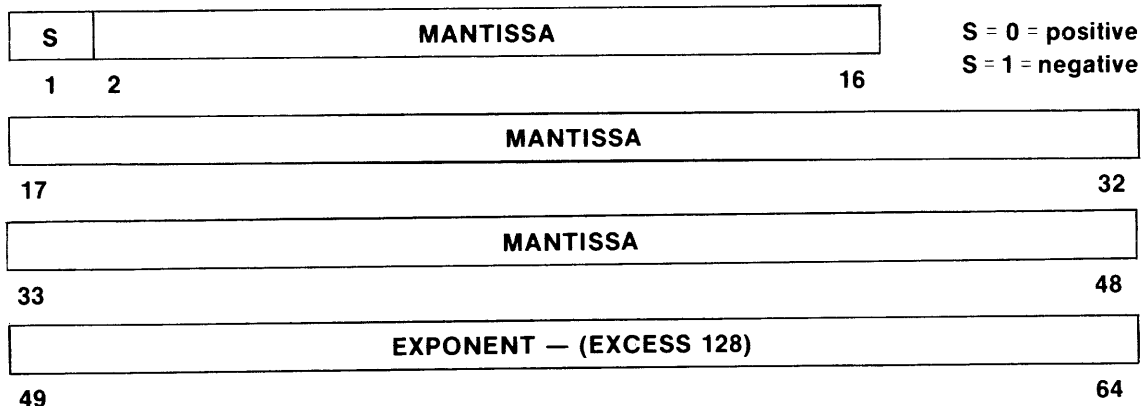 S MANTISSA S = 0 = positive
S = 1 = negative
1 2 16
MANTISSA
17 32
MANTISSA
33 48
EXPONENT — (EXCESS 128)
49 64